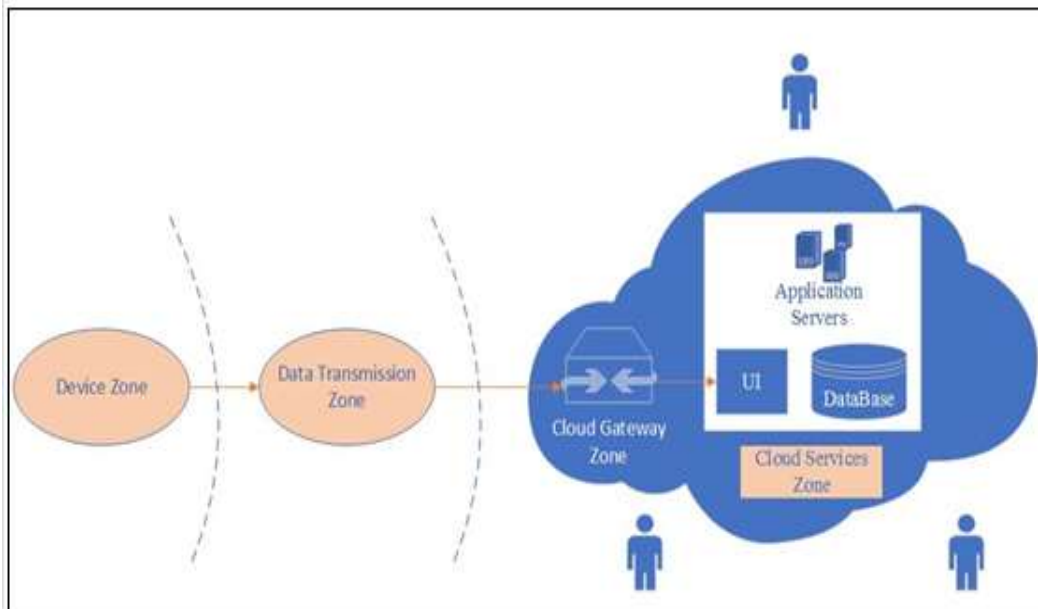 Application
Servers
Device Zone
Data Transmission
Zone
UI
DataBase
Cloud Gateway
Zone
Cloud Services
Zone